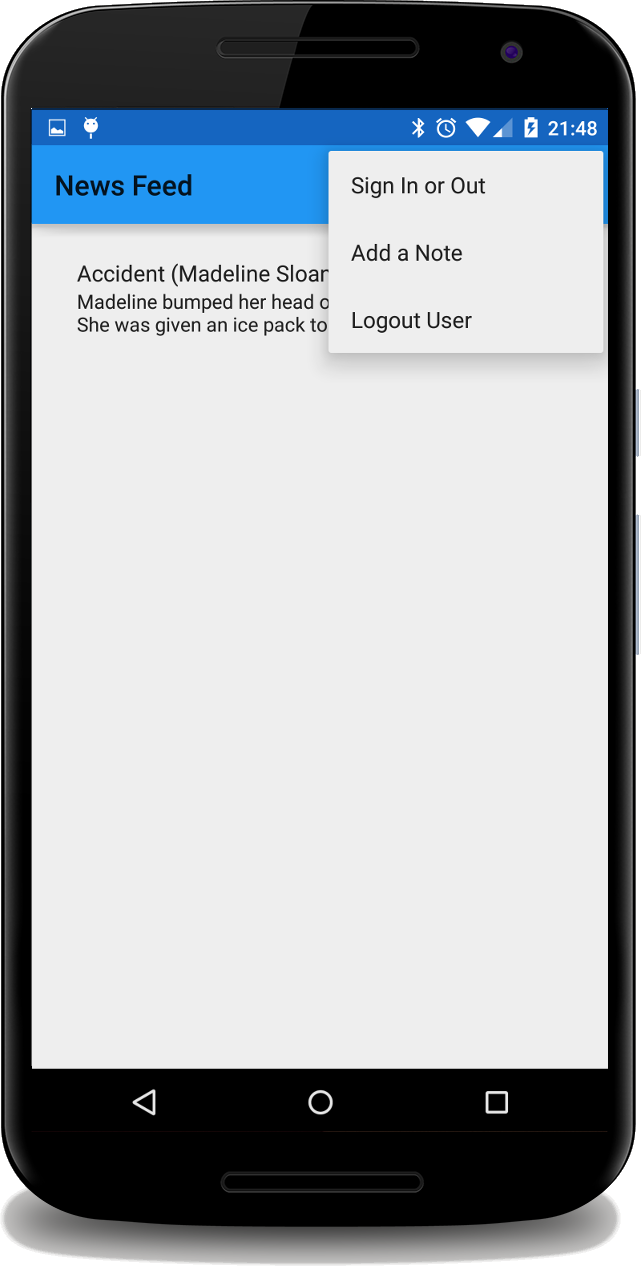 21:48
News Feed
Sign In or Out
Add a Note
Logout User
Accident (Madeline
Madeline bumped her head
She was given an ice pack to